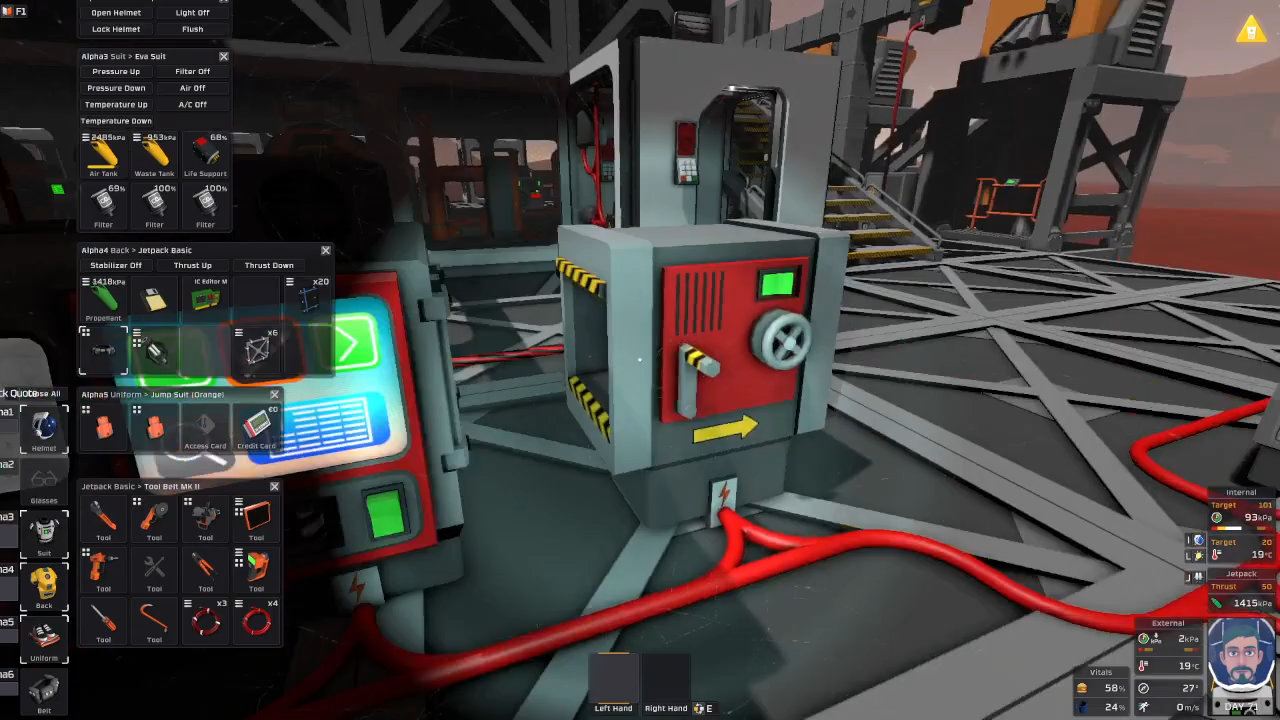 F1
Open Helmet Light Off
Lock Helmet Flush
Alpha3 Suit > Eva Suit
Pressure Up Filter Off
Pressure Down Air Off
Temperature Up A/C Off
Temperature Down
2485kPa 953kPa 68%
Air Tank Waste Tank Life Support
69% 100% 100%
Filter Filter Filter
Alpha4 Back > Jetpack Basic
Stabilizer Off Thrust Up Thrust Down
1418kPa IC Editor M x20
Propellant
x6
Close All
Alpha5 Uniform > Jump Suit (Orange)
€0
Access Card Credit Card
Helmet
Glasses
Jetpack Basic > Tool Belt MK II
Tool Tool Tool Tool
Suit
Tool Tool Tool Tool
Back
x3 x4
Tool Tool
Uniform
Belt
Left Hand Right Hand E
Internal
Target 101
93kPa
Target 20
19°C
Jetpack
Thrust 50
1415kPa
External
2kPa
19°C
27°
0m/s
Vitals
58%
24%
DAY 71